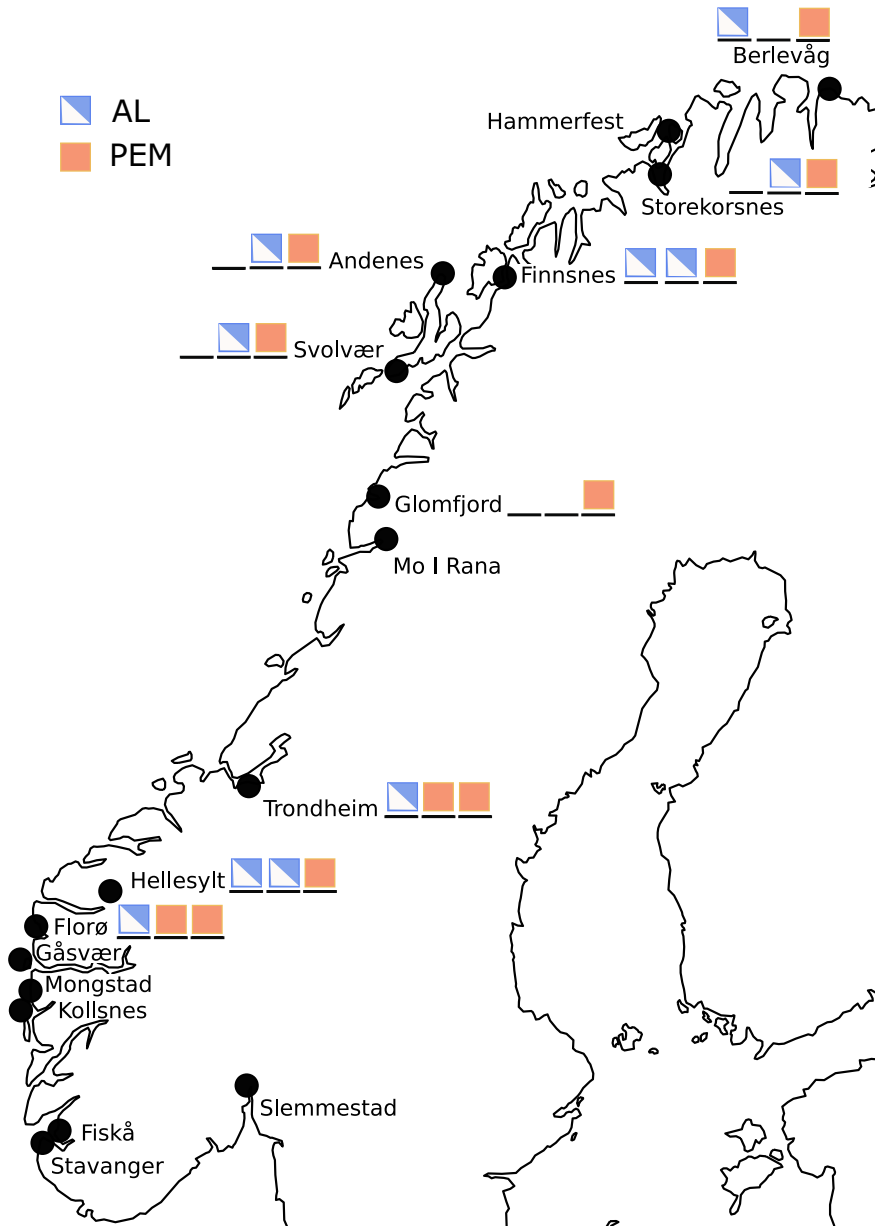 Berlevåg
AL
PEM
Hammerfest
Storekorsnes
Andenes
Finnsnes
Svolvær
Glomfjord
Mo I Rana
Trondheim
Hellesylt
Florø
Gåsvær
Mongstad
Kollsnes
Slemmestad
Fiskå
Stavanger